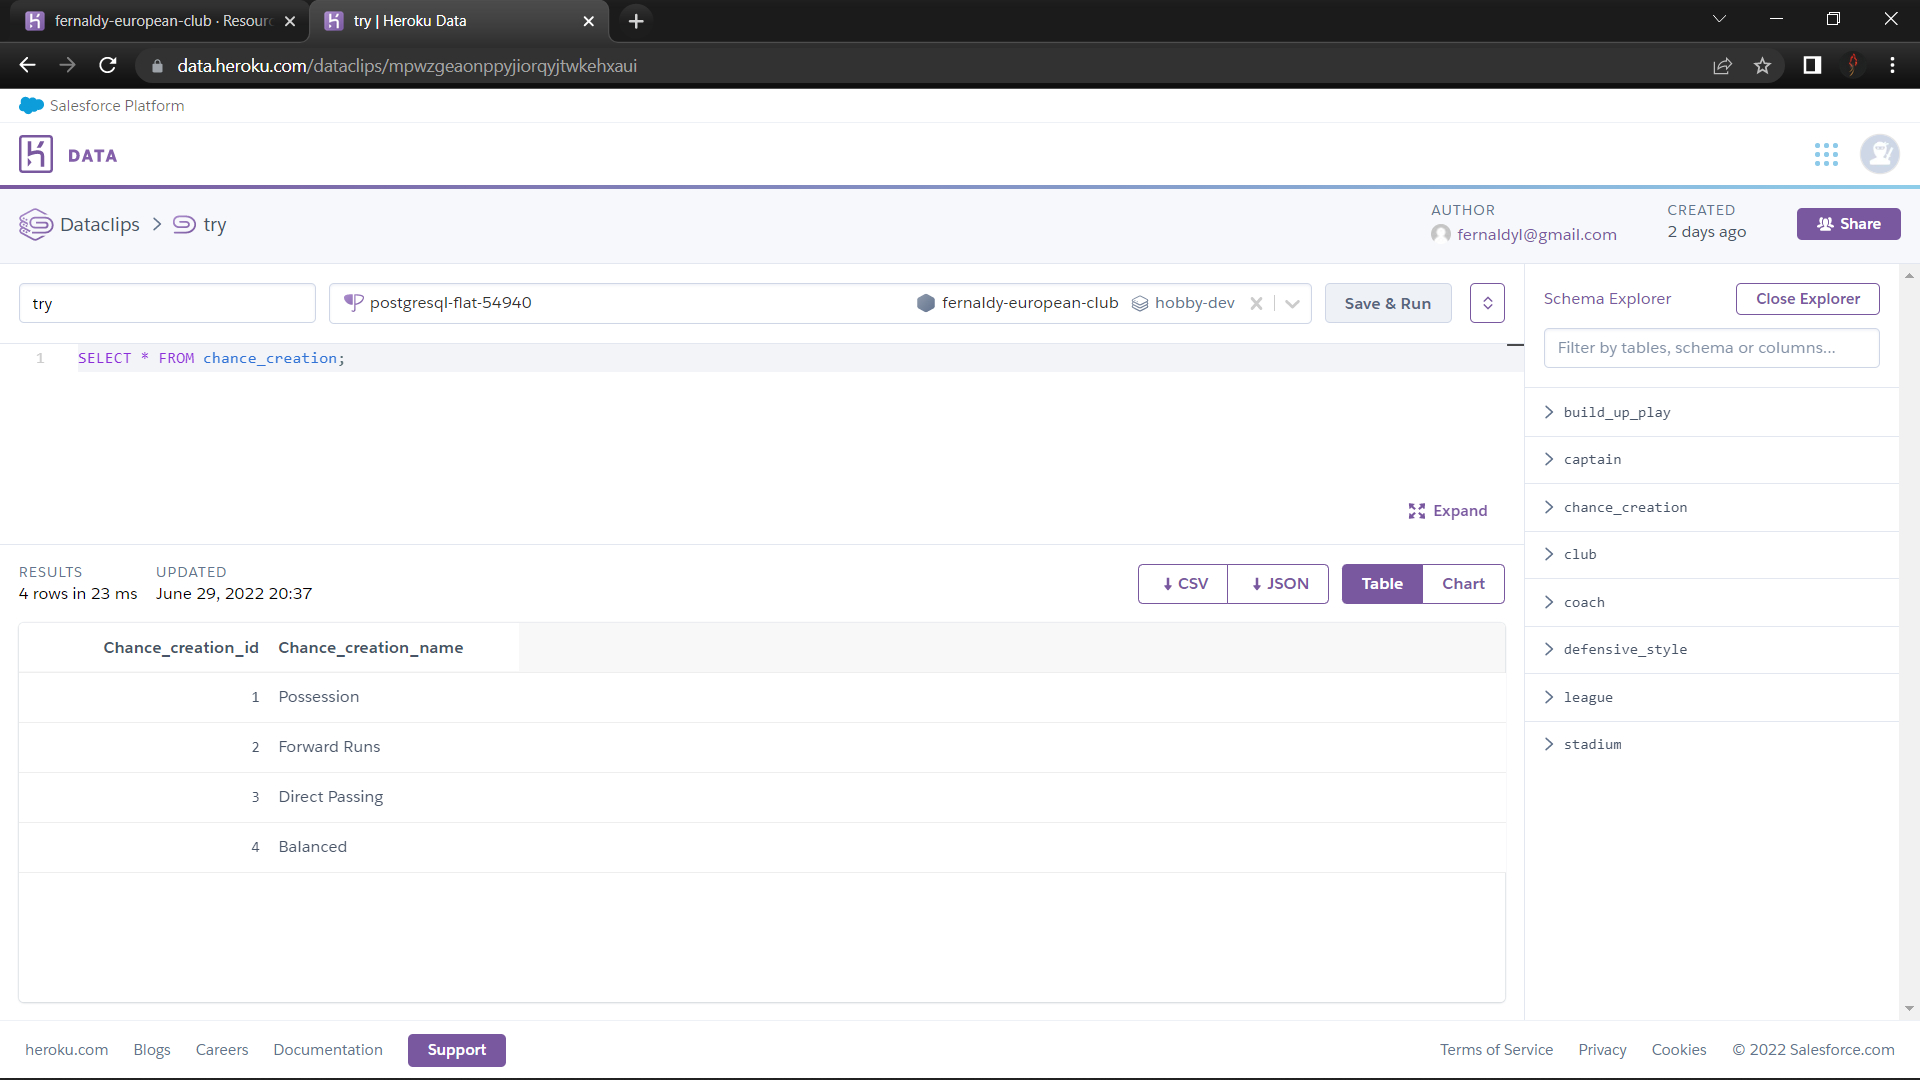 fernaldy-european-club · Resour
try | Heroku Data
data.heroku.com/dataclips/mpwzgeaonppyjiorqyjtwkehxaui
Salesforce Platform
DATA
Dataclips > try
AUTHOR
fernaldyl@gmail.com
CREATED
2 days ago
Share
try
postgresql-flat-54940
fernaldy-european-club
hobby-dev
Save & Run
1 SELECT * FROM chance_creation;
Expand
Schema Explorer
Close Explorer
Filter by tables, schema or columns...
build_up_play
captain
chance_creation
club
coach
defensive_style
league
stadium
RESULTS
4 rows in 23 ms
UPDATED
June 29, 2022 20:37
CSV
JSON
Table
Chart
Chance_creation_id Chance_creation_name
1 Possession
2 Forward Runs
3 Direct Passing
4 Balanced
heroku.com Blogs Careers Documentation Support Terms of Service Privacy Cookies © 2022 Salesforce.com